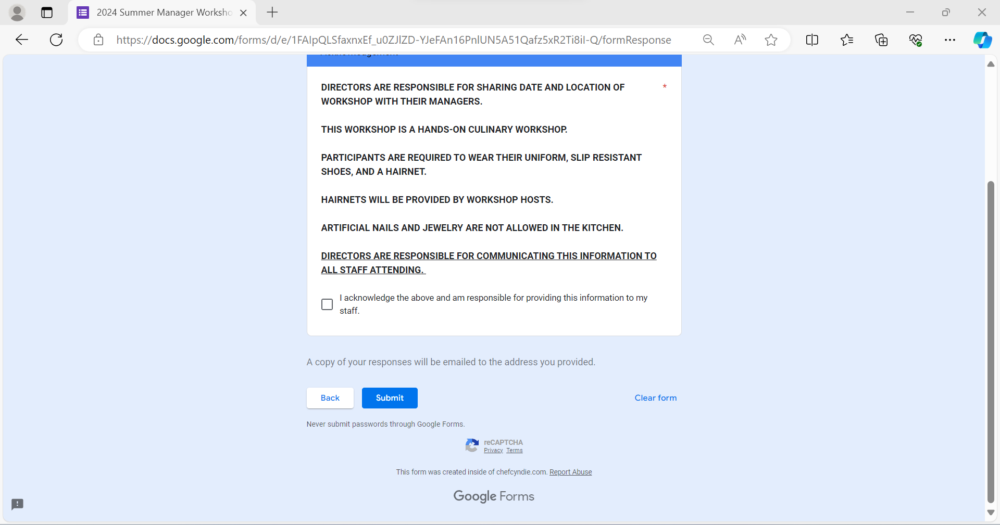 2024 Summer Manager Worksho
https://docs.google.com/forms/d/e/1FAIpQLSfaxnxEf_u0ZJlZD-YJeFAn16PnlUN5A51Qafz5xR2Ti8iI-Q/formResponse
DIRECTORS ARE RESPONSIBLE FOR SHARING DATE AND LOCATION OF *
WORKSHOP WITH THEIR MANAGERS.
THIS WORKSHOP IS A HANDS-ON CULINARY WORKSHOP.
PARTICIPANTS ARE REQUIRED TO WEAR THEIR UNIFORM, SLIP RESISTANT
SHOES, AND A HAIRNET.
HAIRNETS WILL BE PROVIDED BY WORKSHOP HOSTS.
ARTIFICIAL NAILS AND JEWELRY ARE NOT ALLOWED IN THE KITCHEN.
DIRECTORS ARE RESPONSIBLE FOR COMMUNICATING THIS INFORMATION TO
ALL STAFF ATTENDING.
I acknowledge the above and am responsible for providing this information to my
staff.
A copy of your responses will be emailed to the address you provided.
Back Submit Clear form
Never submit passwords through Google Forms.
reCAPTCHA
Privacy Terms
This form was created inside of chefcyndie.com. Report Abuse
Google Forms